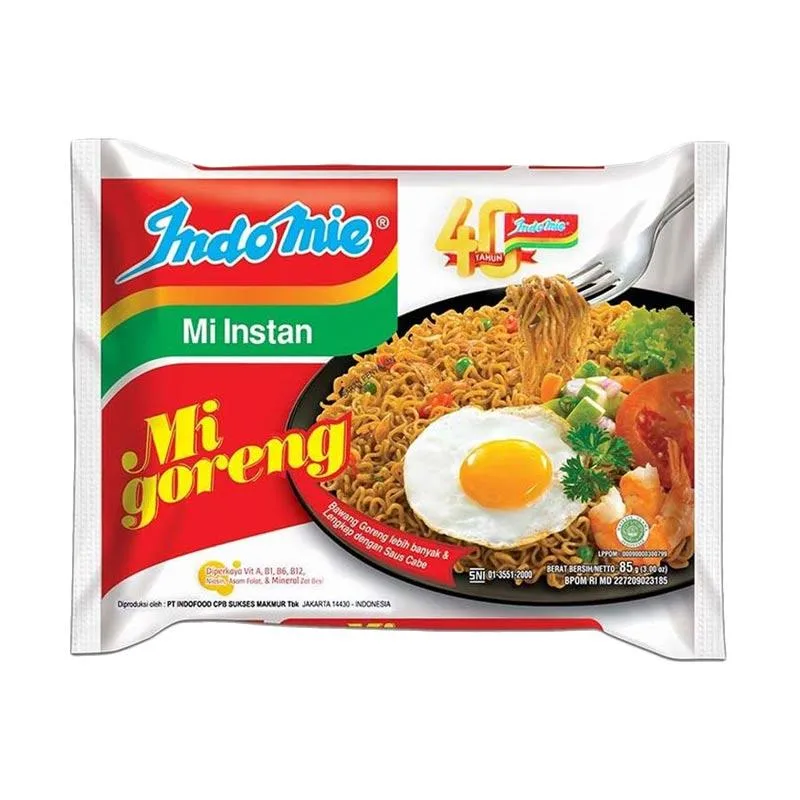 Indomie®
40
TAHUN
Indomie
Mi Instan
Mi
goreng
Bawang Goreng lebih banyak &
Lengkap dengan Saus Cabe
Diperkaya Vit A, B1, B6, B12,
Niasin, Asam Folat, & Mineral Zat Besi
LPPOM 00090008300799
SNI 01-3551-2000
BERAT BERSIH/NETTO 85 g (3.00 oz)
BPOM RI MD 227209023185
Diproduksi oleh : PT INDOFOOD CBP SUKSES MAKMUR Tbk JAKARTA 14430 - INDONESIA